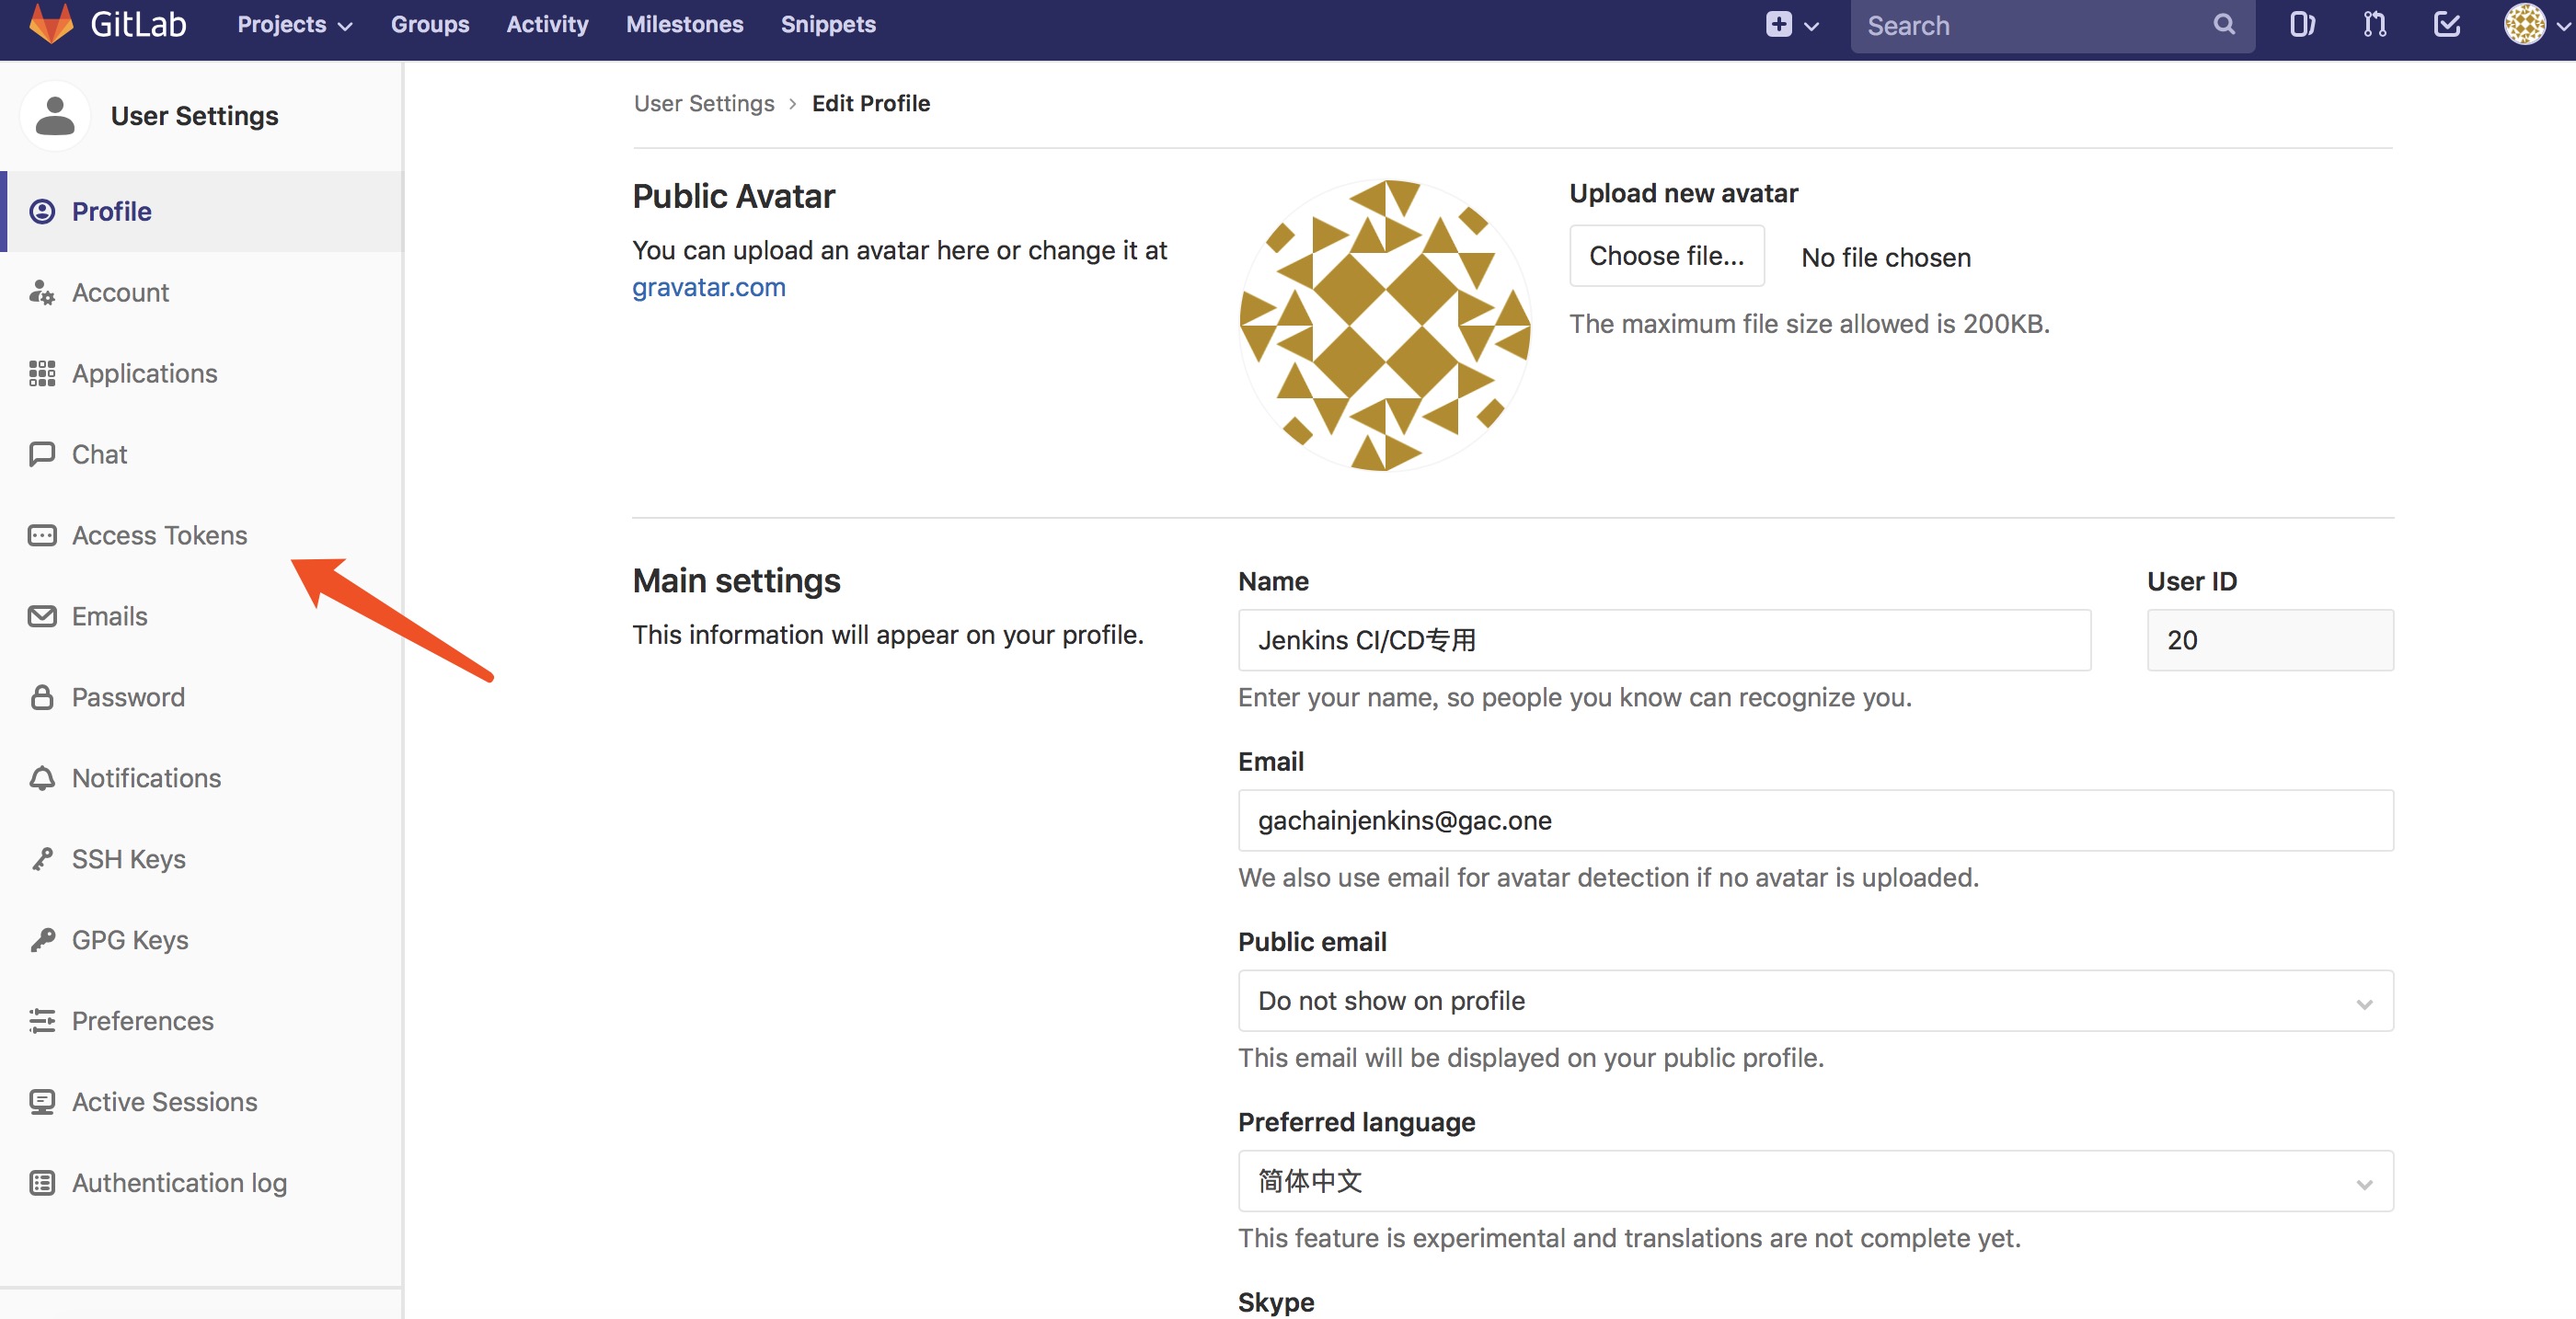 GitLab Projects Groups Activity Milestones Snippets Search
User Settings
Profile
Account
Applications
Chat
Access Tokens
Emails
Password
Notifications
SSH Keys
GPG Keys
Preferences
Active Sessions
Authentication log
User Settings › Edit Profile
Public Avatar
You can upload an avatar here or change it at
gravatar.com
Upload new avatar
Choose file... No file chosen
The maximum file size allowed is 200KB.
Main settings
This information will appear on your profile.
Name User ID
Jenkins CI/CD专用 20
Enter your name, so people you know can recognize you.
Email
gachainjenkins@gac.one
We also use email for avatar detection if no avatar is uploaded.
Public email
Do not show on profile
This email will be displayed on your public profile.
Preferred language
简体中文
This feature is experimental and translations are not complete yet.
Skype